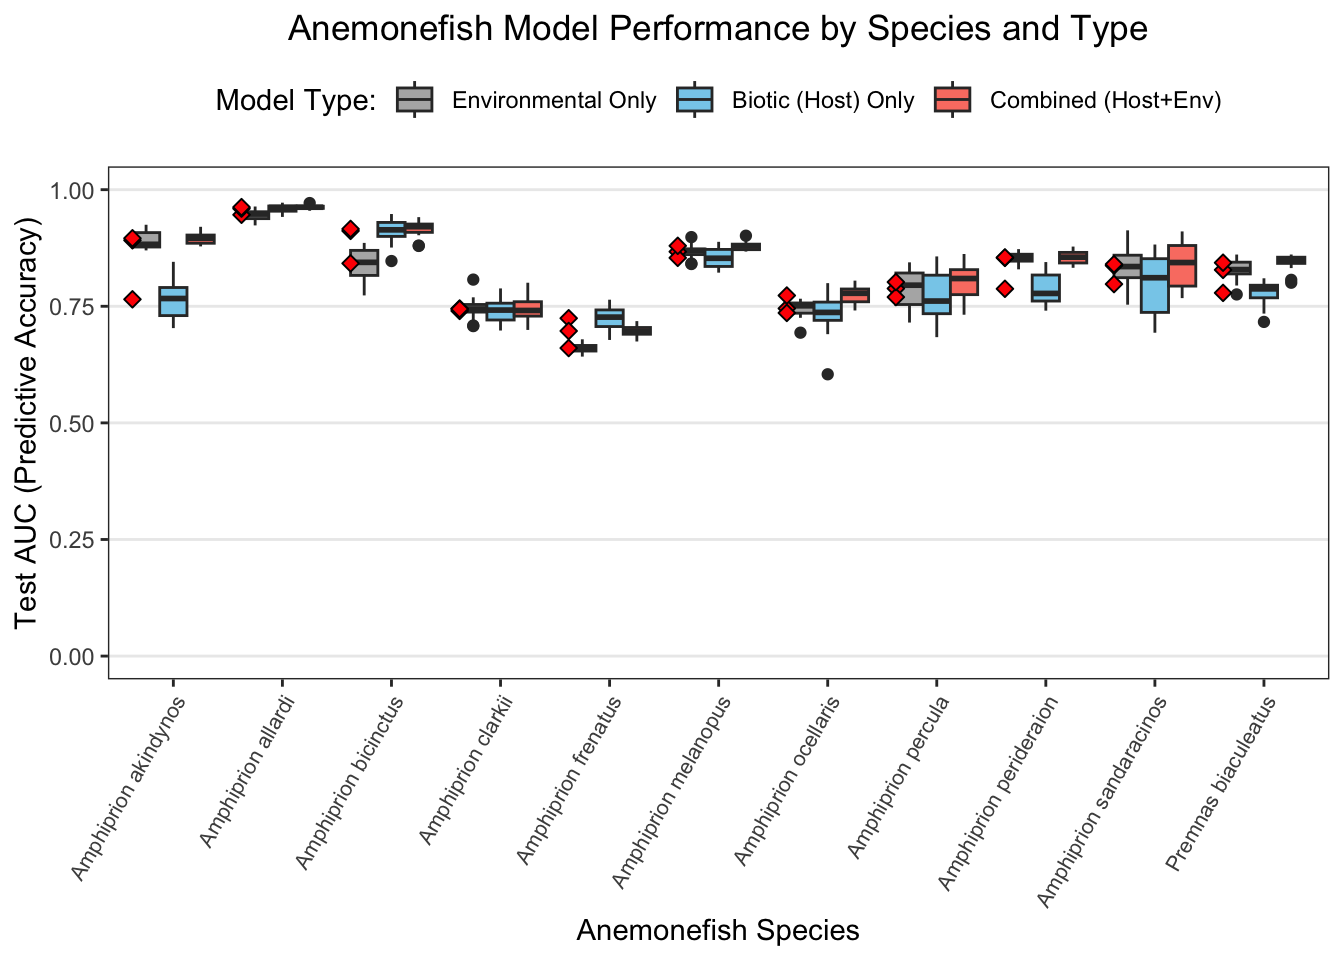 Anemonefish Model Performance by Species and Type
Model Type: Environmental Only Biotic (Host) Only Combined (Host+Env)
Test AUC (Predictive Accuracy)
1.00
0.75
0.50
0.25
0.00
Amphiprion akindynos
Amphiprion allardi
Amphiprion bicinctus
Amphiprion clarkii
Amphiprion frenatus
Amphiprion melanopus
Amphiprion ocellaris
Amphiprion percula
Amphiprion perideraion
Amphiprion sandaracinos
Premnas biaculeatus
Anemonefish Species